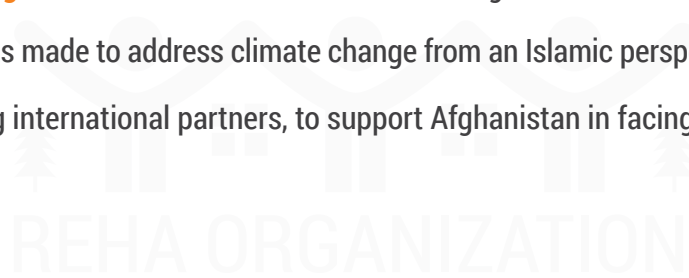 s made to address climate change from an Islamic persp
g international partners, to support Afghanistan in facing
REHA ORGANIZATION